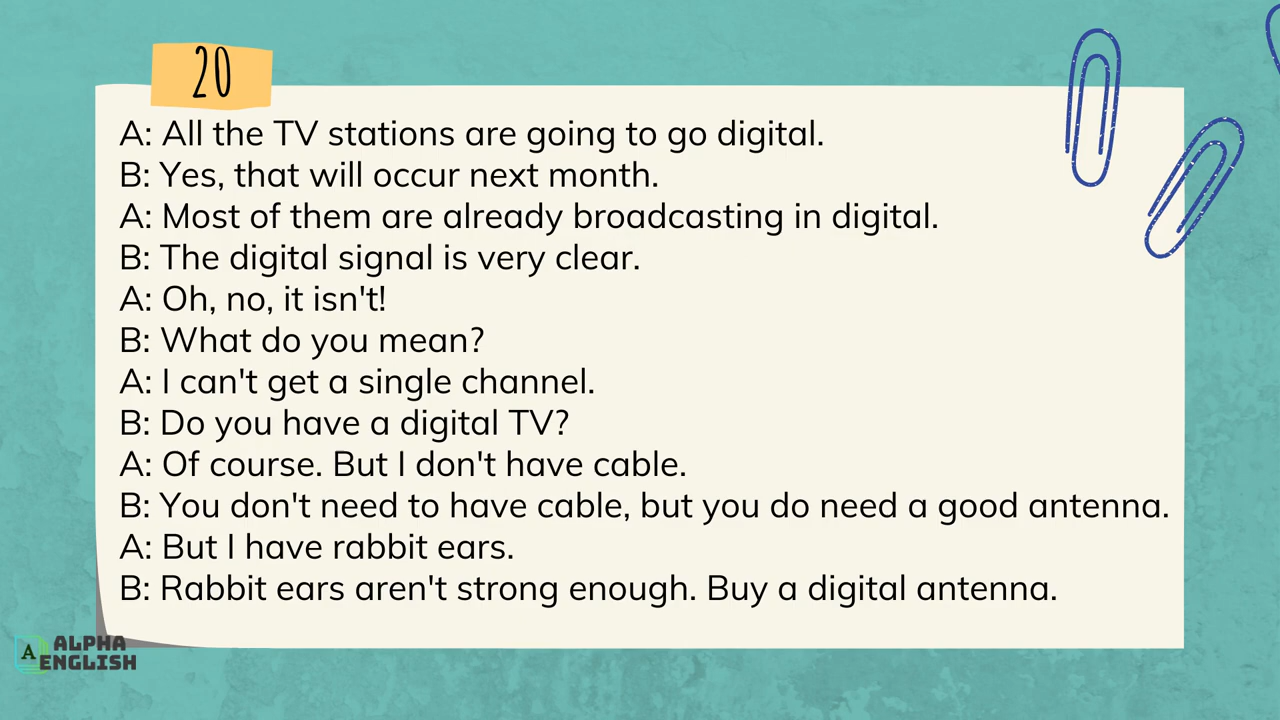 20
A: All the TV stations are going to go digital.
B: Yes, that will occur next month.
A: Most of them are already broadcasting in digital.
B: The digital signal is very clear.
A: Oh, no, it isn't!
B: What do you mean?
A: I can't get a single channel.
B: Do you have a digital TV?
A: Of course. But I don't have cable.
B: You don't need to have cable, but you do need a good antenna.
A: But I have rabbit ears.
B: Rabbit ears aren't strong enough. Buy a digital antenna.
A ALPHA
ENGLISH